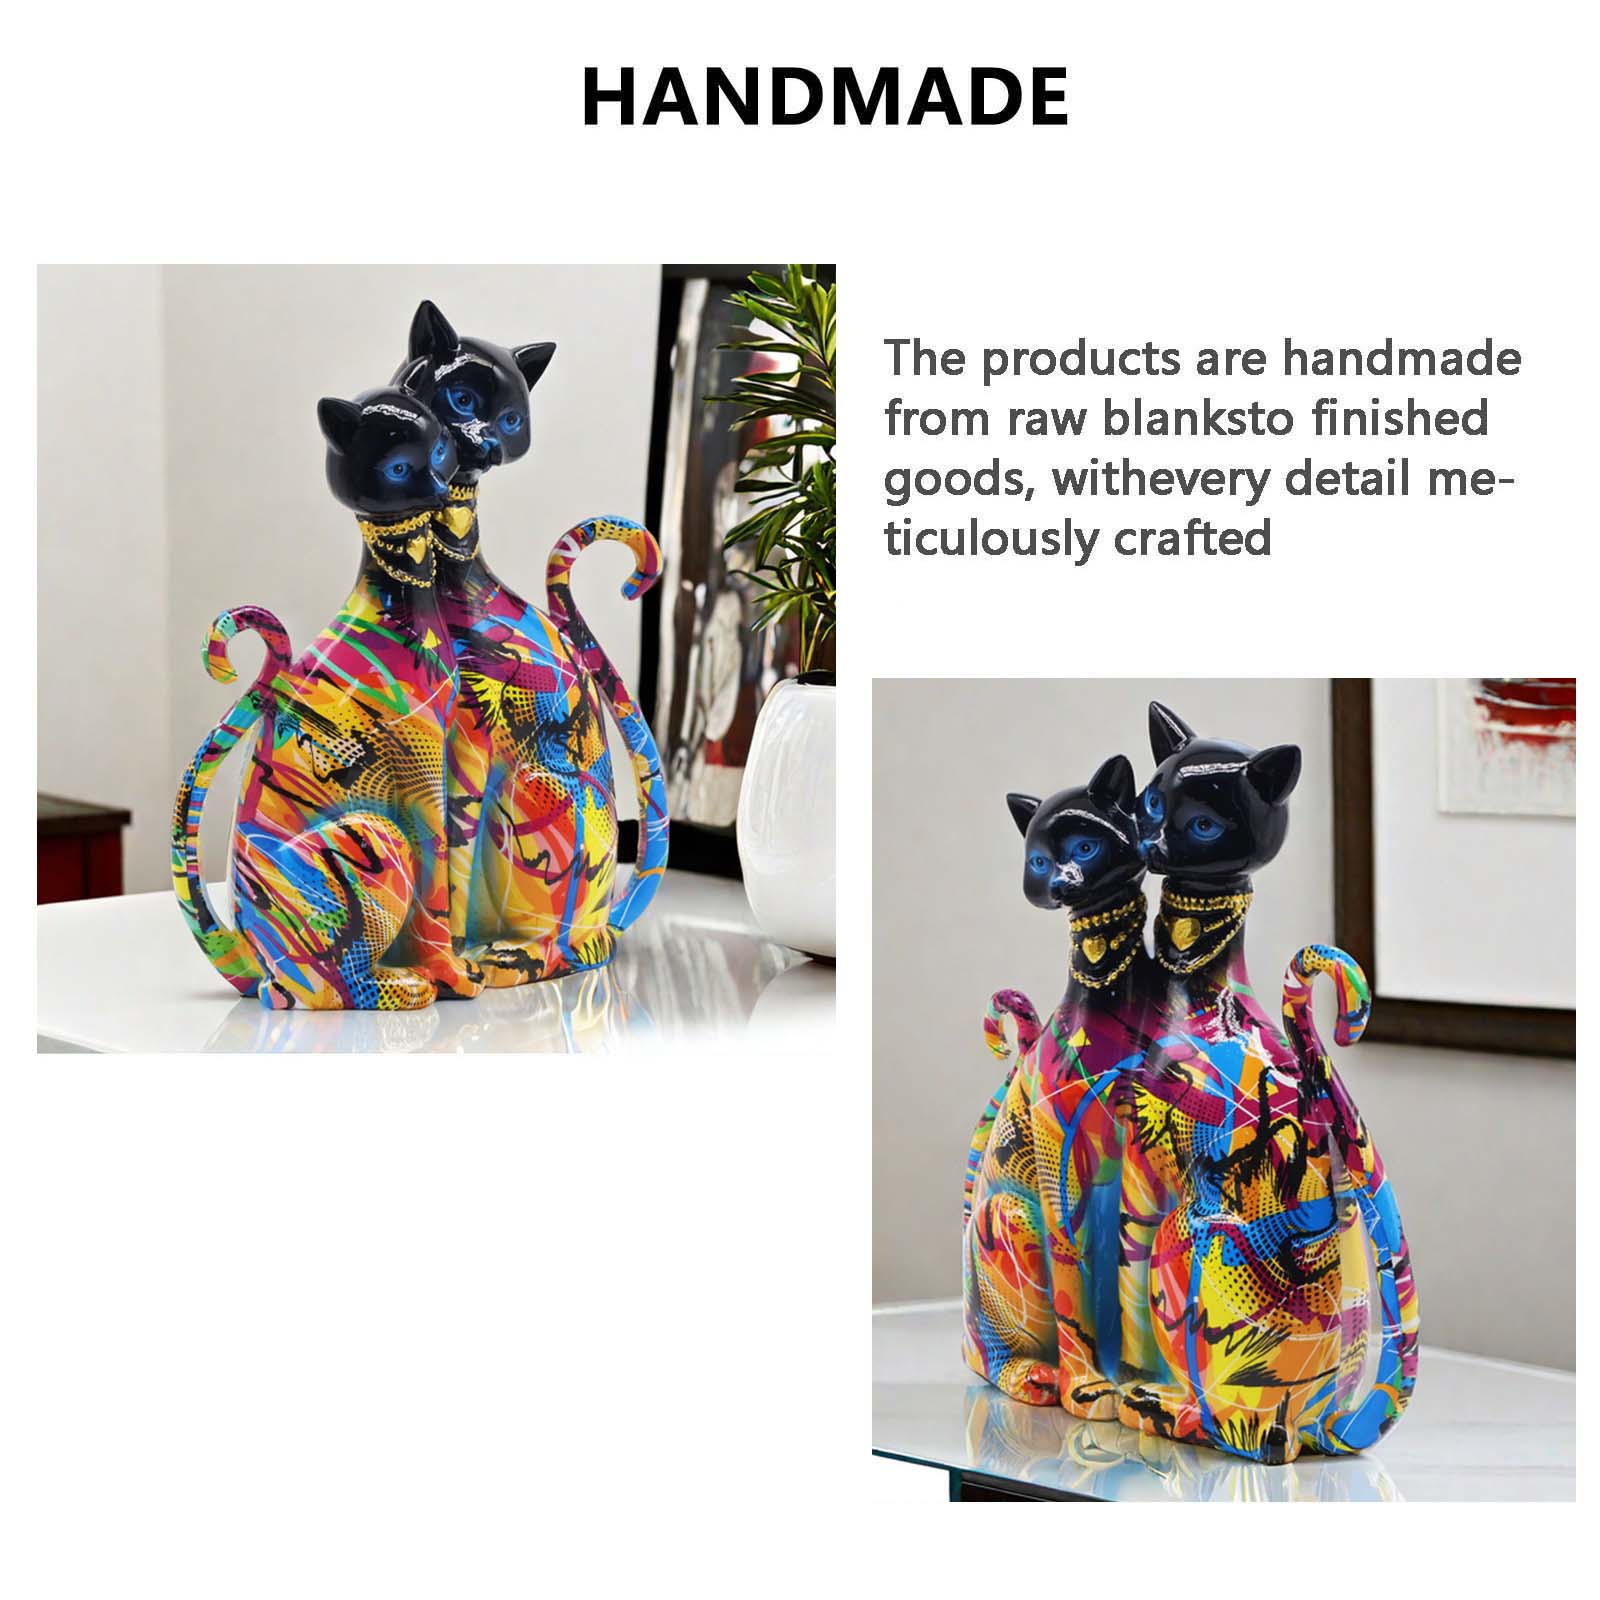 HANDMADE
The products are handmade
from raw blanksto finished
goods, withevery detail me-
ticulously crafted